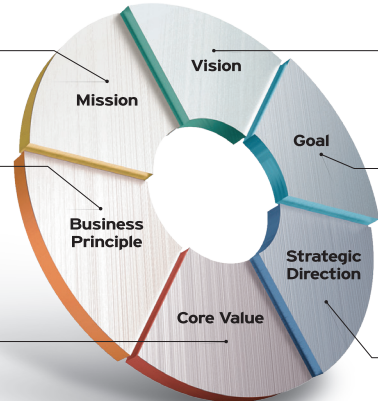 Vision
Mission
Goal
Business
Principle
Strategic
Direction
Core Value